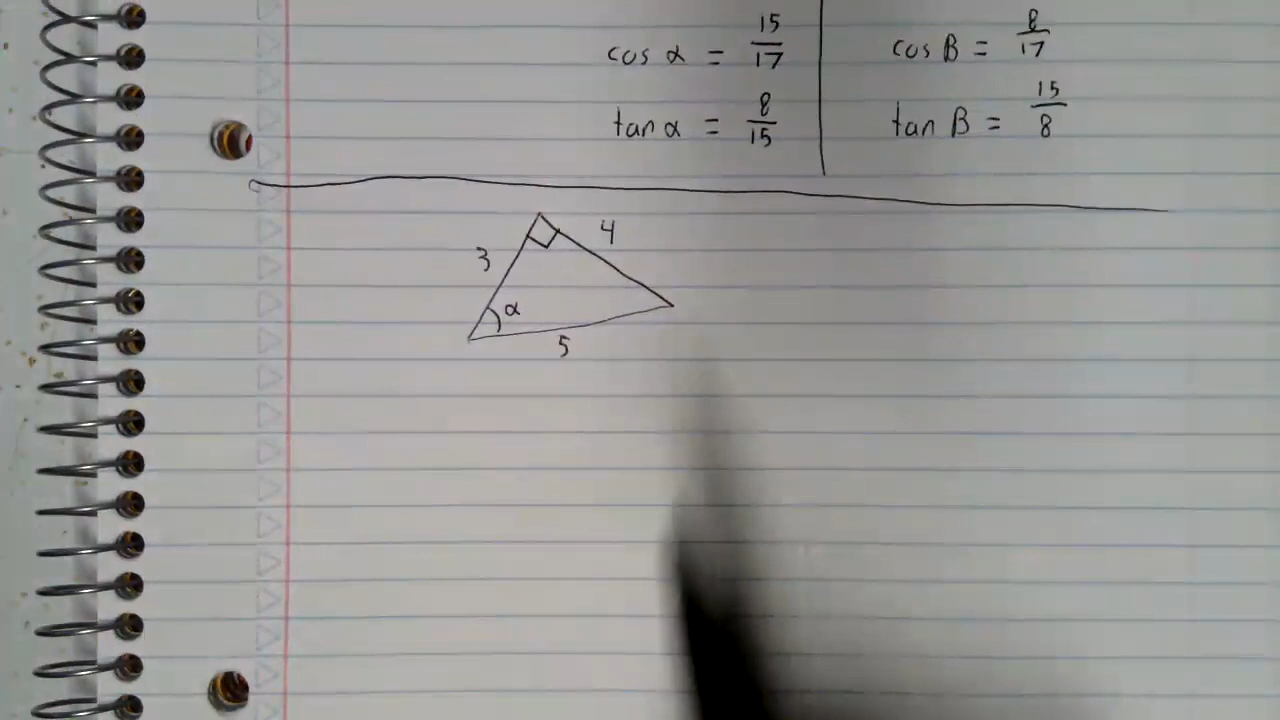 cos α = 15/17
cos B = 8/17
tan α = 8/15
tan B = 15/8
3
4
α
5